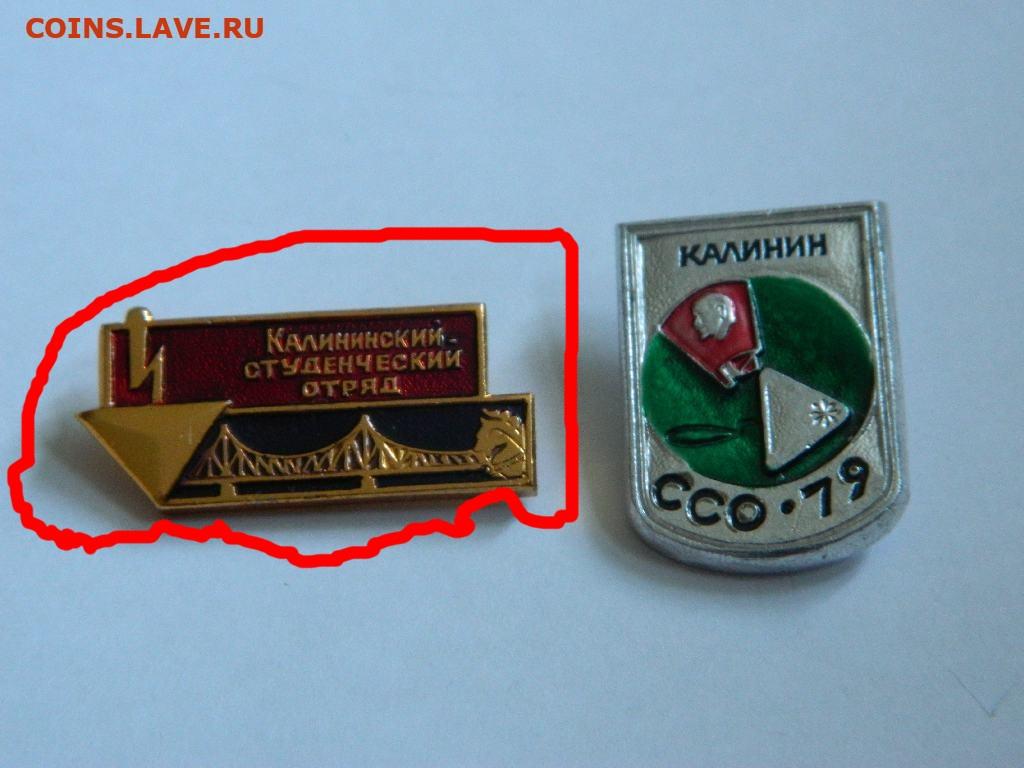 COINS.LAVE.RU
Калининский
студенческий
отряд
КАЛИНИН
ССО·79